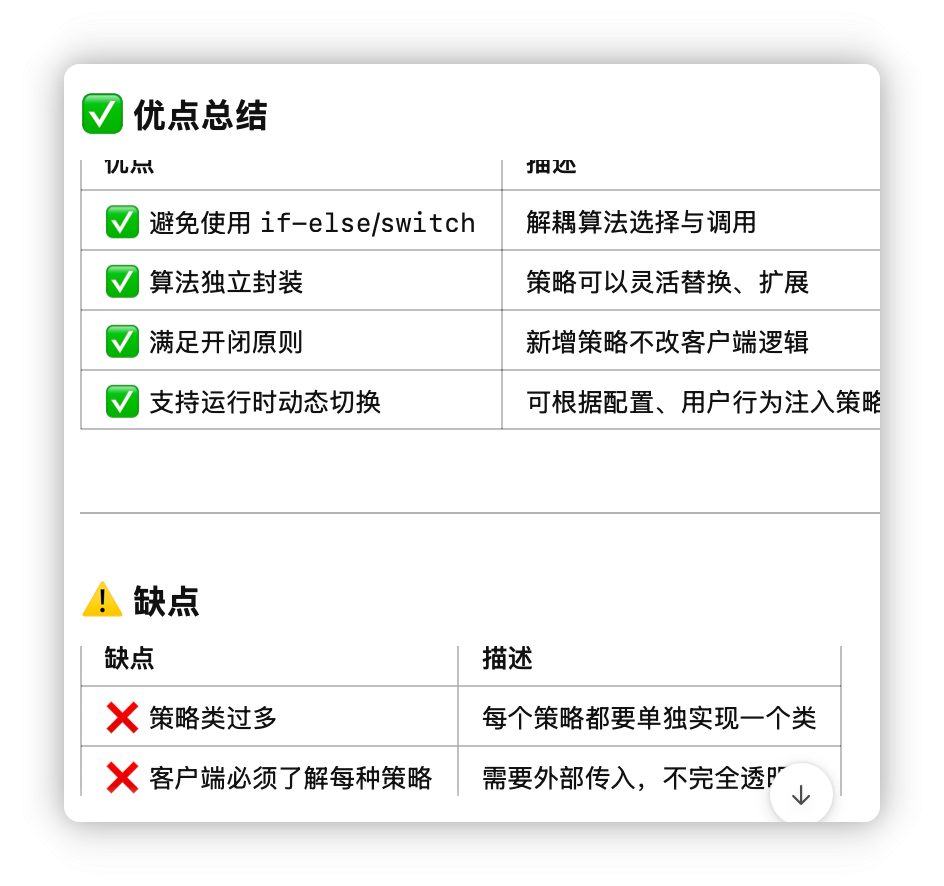 ✅ 优点总结
优点 描述
✅ 避免使用 if-else/switch 解耦算法选择与调用
✅ 算法独立封装 策略可以灵活替换、扩展
✅ 满足开闭原则 新增策略不改客户端逻辑
✅ 支持运行时动态切换 可根据配置、用户行为注入策略
⚠️ 缺点
缺点 描述
❌ 策略类过多 每个策略都要单独实现一个类
❌ 客户端必须了解每种策略 需要外部传入，不完全透明